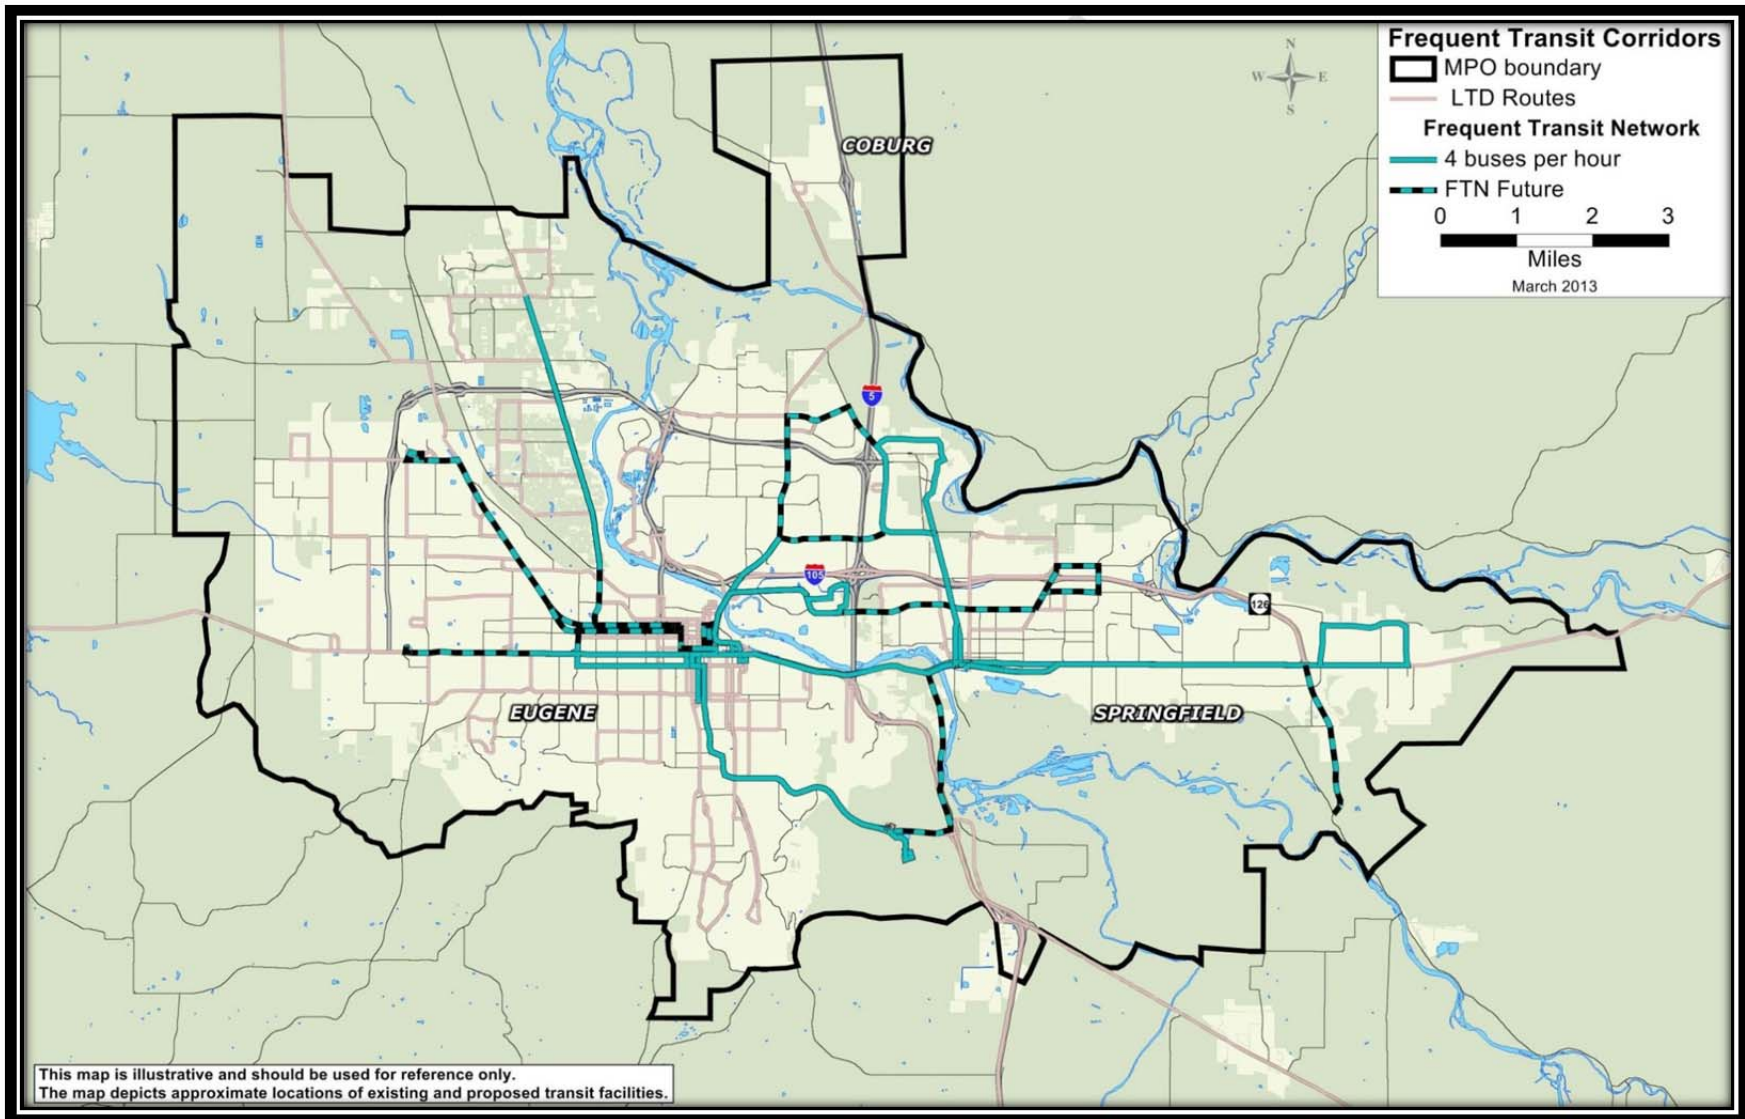 Frequent Transit Corridors
MPO boundary
LTD Routes
Frequent Transit Network
4 buses per hour
FTN Future
0 1 2 3
Miles
March 2013
N
W E
S
COBURG
5
105
126
EUGENE
SPRINGFIELD
This map is illustrative and should be used for reference only.
The map depicts approximate locations of existing and proposed transit facilities.